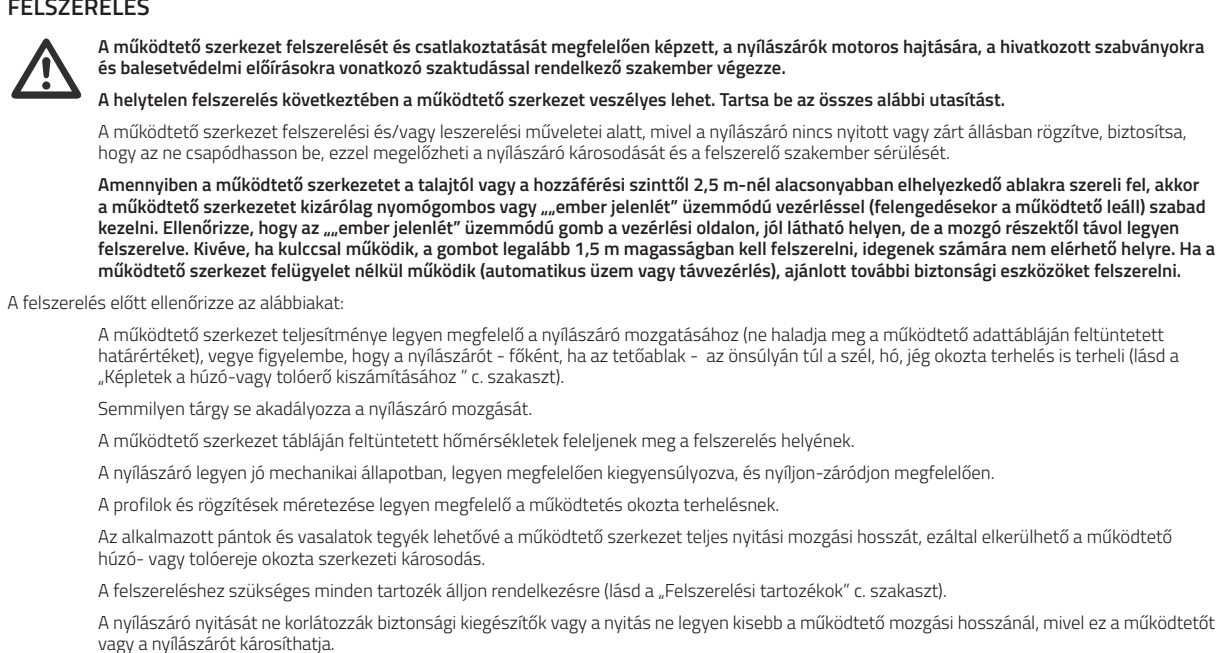 FELSZERELÉS
A működtető szerkezet felszerelését és csatlakoztatását megfelelően képzett, a nyílászárók motoros hajtására, a hivatkozott szabványokra
és balesetvédelmi előírásokra vonatkozó szaktudással rendelkező szakember végezze.
A helytelen felszerelés következtében a működtető szerkezet veszélyes lehet. Tartsa be az összes alábbi utasítást.
A működtető szerkezet felszerelési és/vagy leszerelési műveletei alatt, mivel a nyílászáró nincs nyitott vagy zárt állásban rögzítve, biztosítsa,
hogy az ne csapódhasson be, ezzel megelőzheti a nyílászáró károsodását és a felszerelő szakember sérülését.
Amennyiben a működtető szerkezetet a talajtól vagy a hozzáférési szinttől 2,5 m-nél alacsonyabban elhelyezkedő ablakra szereli fel, akkor
a működtető szerkezetet kizárólag nyomógombos vagy „„ember jelenlét” üzemmódú vezérléssel (felengedésekor a működtető leáll) szabad
kezelni. Ellenőrizze, hogy az „„ember jelenlét” üzemmódú gomb a vezérlési oldalon, jól látható helyen, de a mozgó részektől távol legyen
felszerelve. Kivéve, ha kulccsal működik, a gombot legalább 1,5 m magasságban kell felszerelni, idegenek számára nem elérhető helyre. Ha a
működtető szerkezet felügyelet nélkül működik (automatikus üzem vagy távvezérlés), ajánlott további biztonsági eszközöket felszerelni.
A felszerelés előtt ellenőrizze az alábbiakat:
A működtető szerkezet teljesítménye legyen megfelelő a nyílászáró mozgatásához (ne haladja meg a működtető adattábláján feltüntetett
határértéket), vegye figyelembe, hogy a nyílászárót - főként, ha az tetőablak - az önsúlyán túl a szél, hó, jég okozta terhelés is terheli (lásd a
„Képletek a húzó-vagy tolóerő kiszámításához ” c. szakaszt).
Semmilyen tárgy se akadályozza a nyílászáró mozgását.
A működtető szerkezet tábláján feltüntetett hőmérsékletek feleljenek meg a felszerelés helyének.
A nyílászáró legyen jó mechanikai állapotban, legyen megfelelően kiegyensúlyozva, és nyíljon-záródjon megfelelően.
A profilok és rögzítések méretezése legyen megfelelő a működtetés okozta terhelésnek.
Az alkalmazott pántok és vasalatok tegyék lehetővé a működtető szerkezet teljes nyitási mozgási hosszát, ezáltal elkerülhető a működtető
húzó- vagy tolóereje okozta szerkezeti károsodás.
A felszereléshez szükséges minden tartozék álljon rendelkezésre (lásd a „Felszerelési tartozékok” c. szakaszt).
A nyílászáró nyitását ne korlátozzák biztonsági kiegészítők vagy a nyitás ne legyen kisebb a működtető mozgási hosszánál, mivel ez a működtetőt
vagy a nyílászárót károsíthatja.